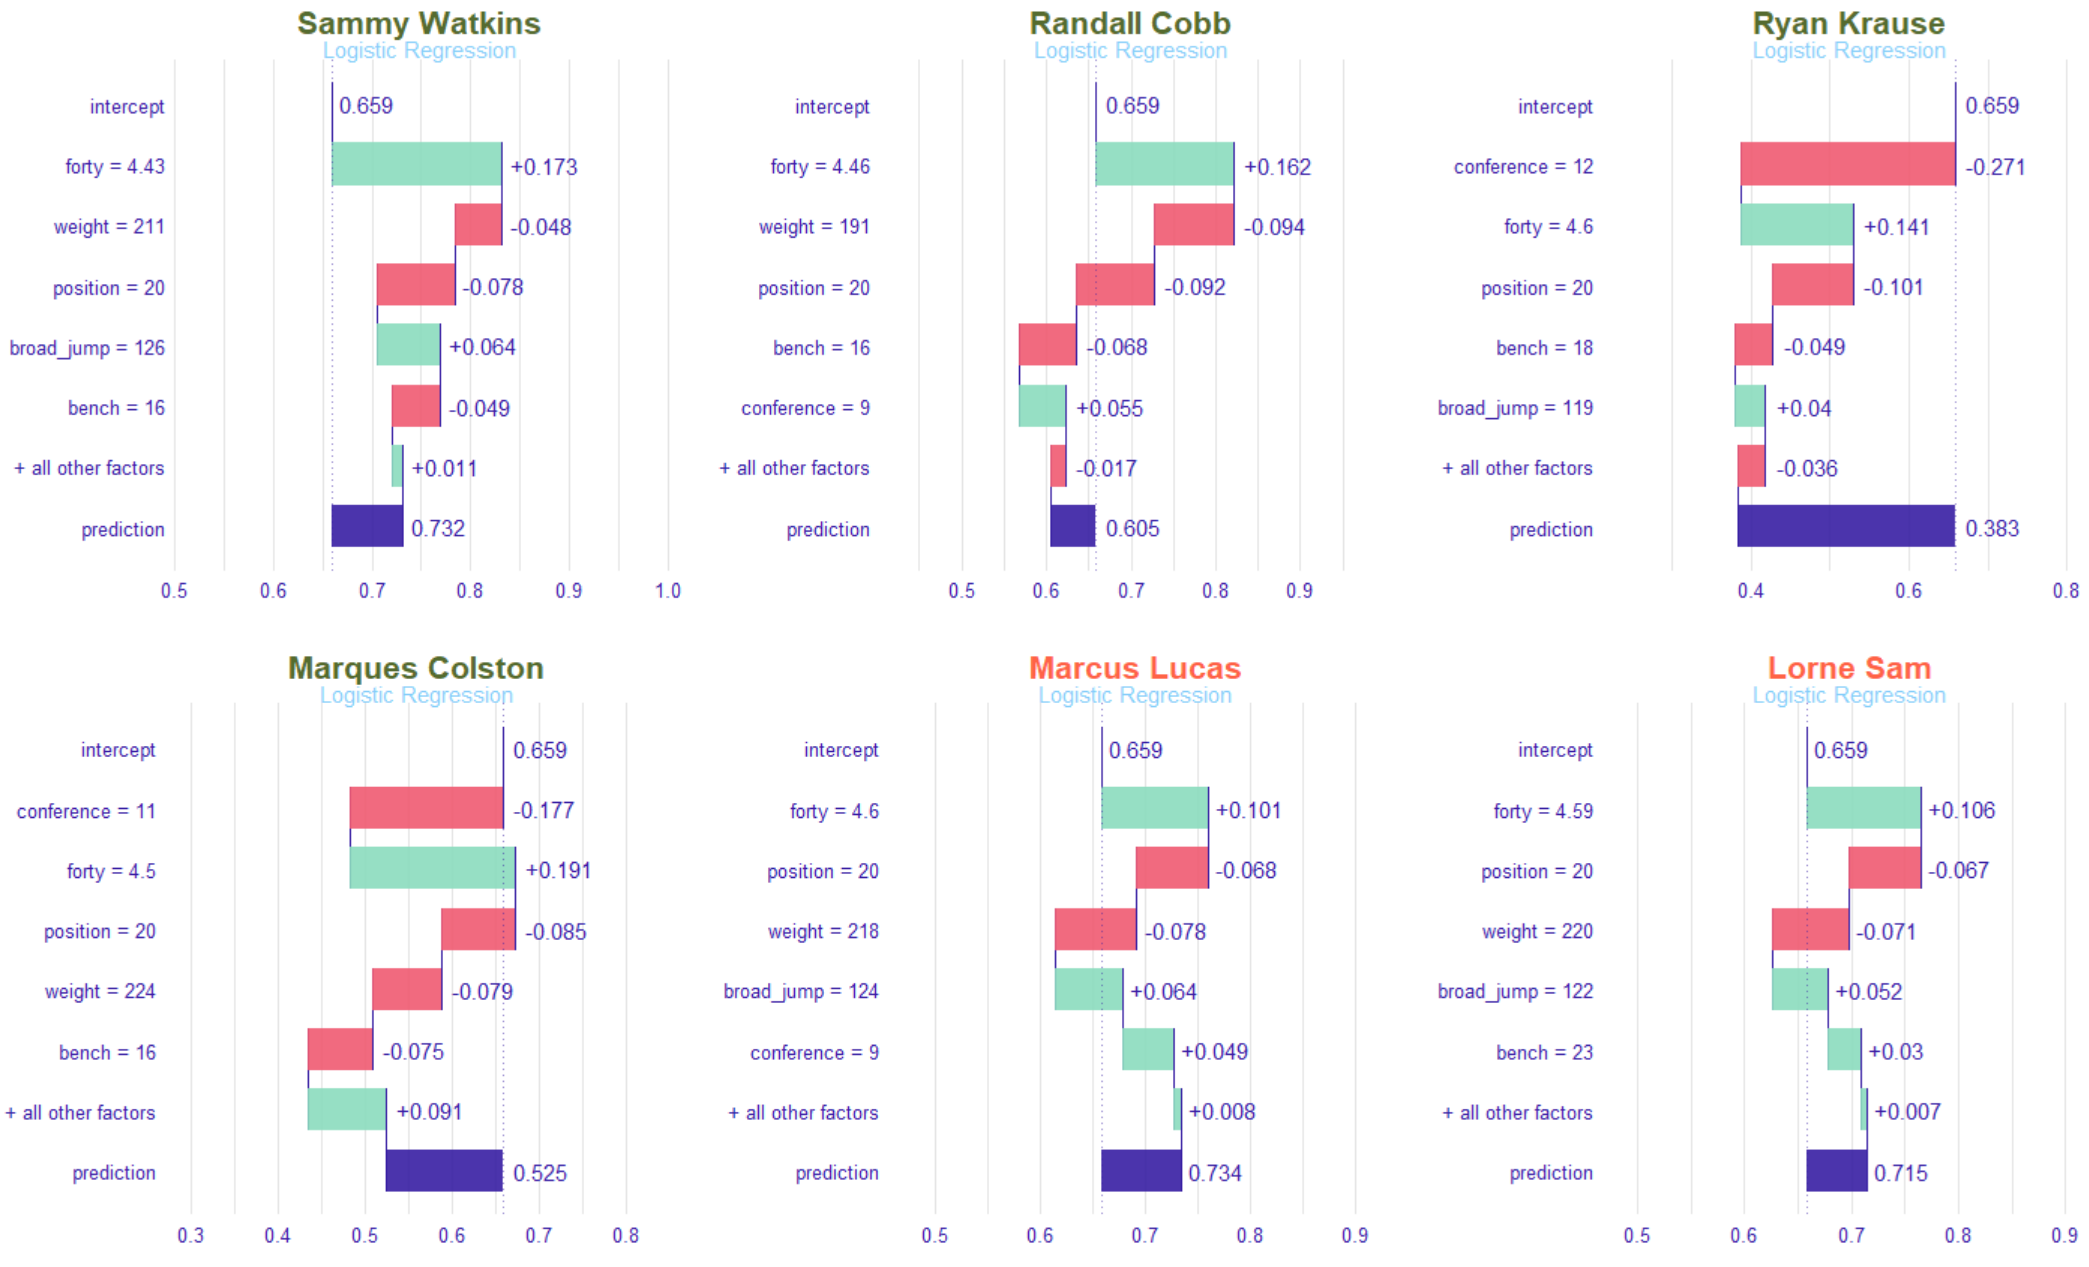 Sammy Watkins
Logistic Regression
intercept 0.659
forty = 4.43 +0.173
weight = 211 -0.048
position = 20 -0.078
broad_jump = 126 +0.064
bench = 16 -0.049
+ all other factors +0.011
prediction 0.732
0.5 0.6 0.7 0.8 0.9 1.0
Randall Cobb
Logistic Regression
intercept 0.659
forty = 4.46 +0.162
weight = 191 -0.094
position = 20 -0.092
bench = 16 -0.068
conference = 9 +0.055
+ all other factors -0.017
prediction 0.605
0.5 0.6 0.7 0.8 0.9
Ryan Krause
Logistic Regression
intercept 0.659
conference = 12 -0.271
forty = 4.6 +0.141
position = 20 -0.101
bench = 18 -0.049
broad_jump = 119 +0.04
+ all other factors -0.036
prediction 0.383
0.4 0.6 0.8
Marques Colston
Logistic Regression
intercept 0.659
conference = 11 -0.177
forty = 4.5 +0.191
position = 20 -0.085
weight = 224 -0.079
bench = 16 -0.075
+ all other factors +0.091
prediction 0.525
0.3 0.4 0.5 0.6 0.7 0.8
Marcus Lucas
Logistic Regression
intercept 0.659
forty = 4.6 +0.101
position = 20 -0.068
weight = 218 -0.078
broad_jump = 124 +0.064
conference = 9 +0.049
+ all other factors +0.008
prediction 0.734
0.5 0.6 0.7 0.8 0.9
Lorne Sam
Logistic Regression
intercept 0.659
forty = 4.59 +0.106
position = 20 -0.067
weight = 220 -0.071
broad_jump = 122 +0.052
bench = 23 +0.03
+ all other factors +0.007
prediction 0.715
0.5 0.6 0.7 0.8 0.9